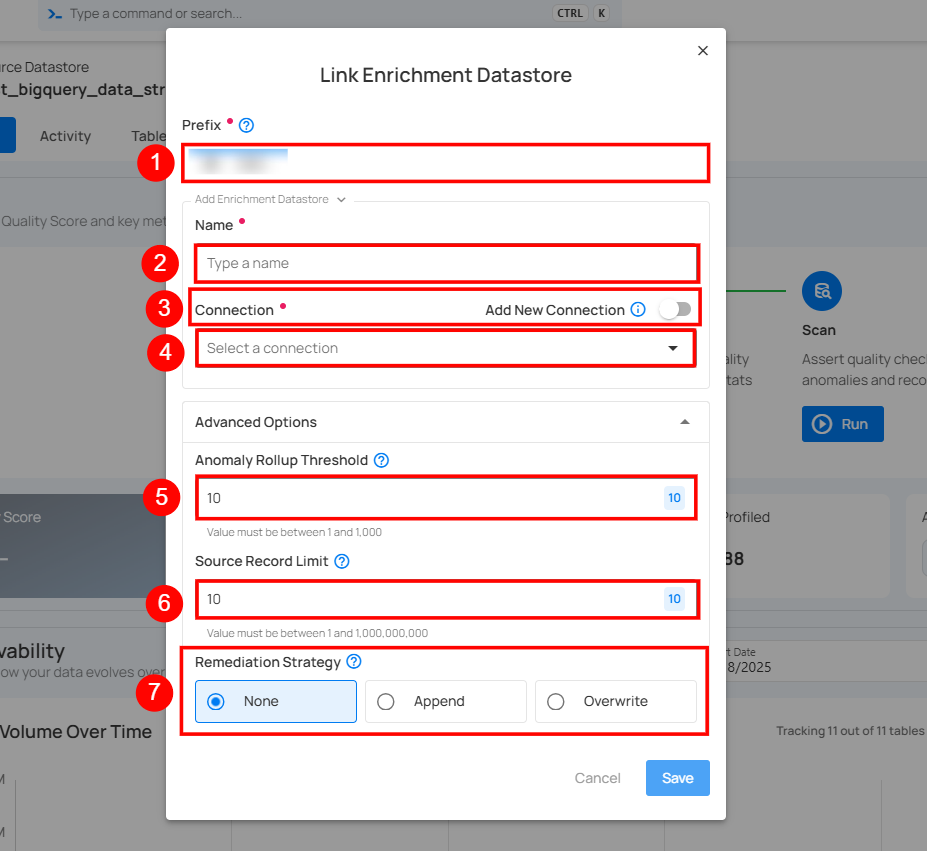 Type a command or search...
CTRL K
rce Datastore
t_bigquery_data_str
Activity
Table
Quality Score and key met
Link Enrichment Datastore
Prefix
1
Add Enrichment Datastore
Name
2
Type a name
3
Connection
Add New Connection
4
Select a connection
Advanced Options
Anomaly Rollup Threshold
5
10
10
Value must be between 1 and 1,000
Source Record Limit
6
10
10
Value must be between 1 and 1,000,000,000
Remediation Strategy
7
None
Append
Overwrite
Cancel
Save
Scan
Assert quality chec
anomalies and reco
Run
ality
tats
Score
Profiled
88
A
vability
ow your data evolves over
t Date
8/2025
Volume Over Time
Tracking 11 out of 11 tables
M
M